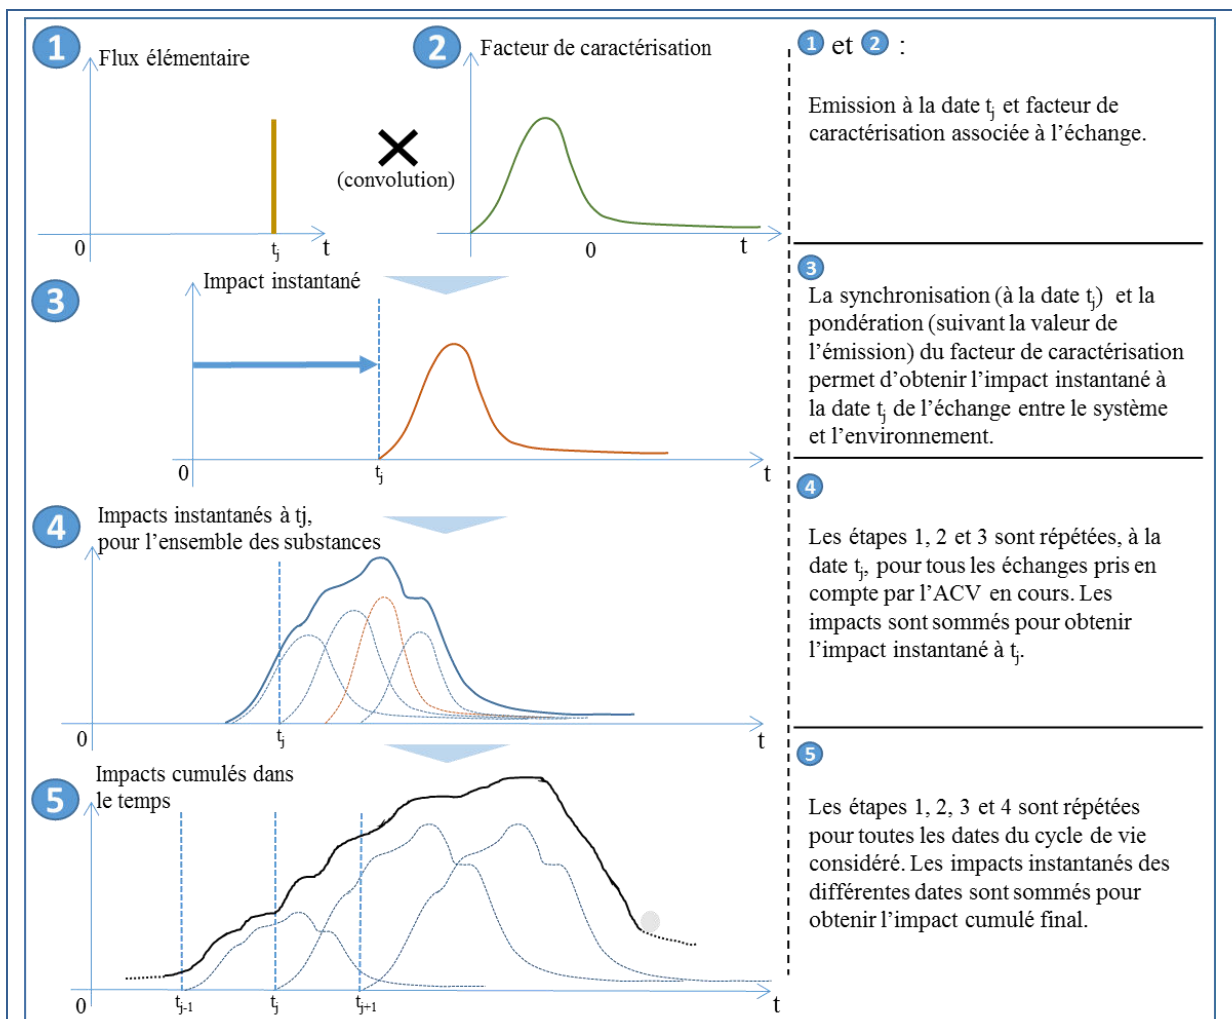 1
Flux élémentaire
0
t
j
t
(convolution)
2
Facteur de caractérisation
0
t
1 et 2 :
Emission à la date tj et facteur de
caractérisation associée à l'échange.
3
Impact instantané
0
tj
t
3
La synchronisation (à la date tj) et la
pondération (suivant la valeur de
l'émission) du facteur de caractérisation
permet d'obtenir l'impact instantané à
la date tj de l'échange entre le système
et l'environnement.
4
Impacts instantanés à tj,
pour l'ensemble des substances
0
tj
t
4
Les étapes 1, 2 et 3 sont répétées, à la
date tj, pour tous les échanges pris en
compte par l'ACV en cours. Les
impacts sont sommés pour obtenir
l'impact instantané à tj.
5
Impacts cumulés dans
le temps
0
tj-1
tj
tj+1
t
5
Les étapes 1, 2, 3 et 4 sont répétées
pour toutes les dates du cycle de vie
considéré. Les impacts instantanés des
différentes dates sont sommés pour
obtenir l'impact cumulé final.